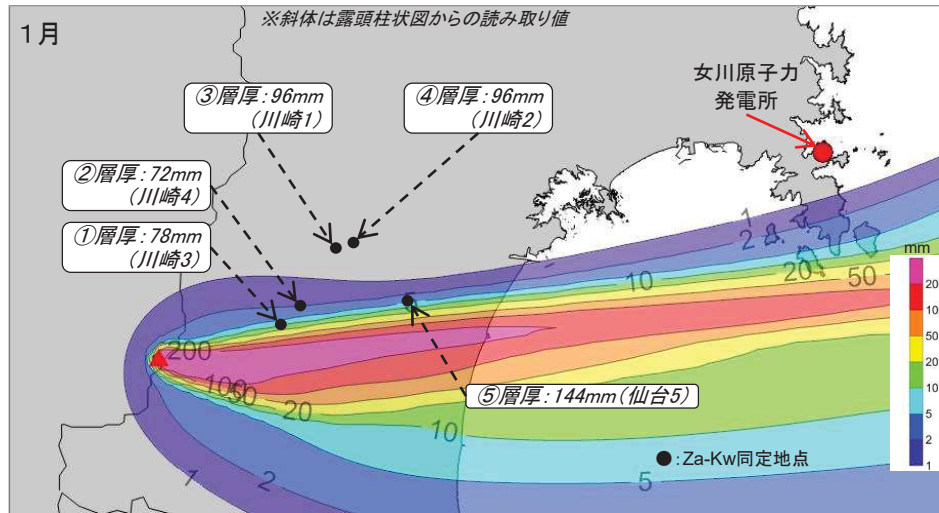 1月
※斜体は露頭柱状図からの読み取り値
③層厚:96mm
(川崎1)
④層厚:96mm
(川崎2)
女川原子力
発電所
②層厚:72mm
(川崎4)
①層厚:78mm
(川崎3)
1
2
5
10
20
50
200
100
50
20
10
5
2
1
⑤層厚:144mm(仙台5)
●:Za-Kw同定地点
mm
20
10
50
20
10
5
2
1